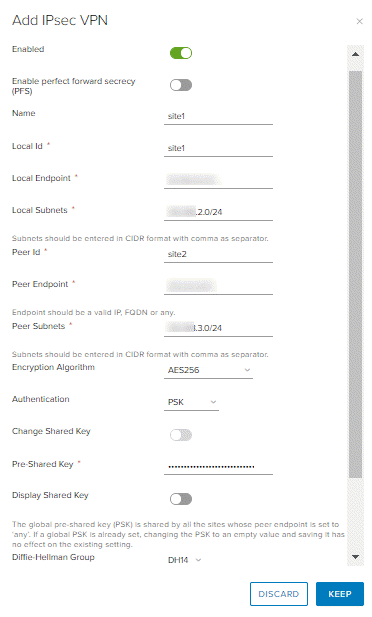 Add IPsec VPN
Enabled
Enable perfect forward secrecy
(PFS)
Name
site1
Local Id *
site1
Local Endpoint *
Local Subnets *
.2.0/24
Subnets should be entered in CIDR format with comma as separator.
Peer Id *
site2
Peer Endpoint *
Endpoint should be a valid IP, FQDN or any.
Peer Subnets *
.3.0/24
Subnets should be entered in CIDR format with comma as separator.
Encryption Algorithm
AES256
Authentication
PSK
Change Shared Key
Pre-Shared Key *
Display Shared Key
The global pre-shared key (PSK) is shared by all the sites whose peer endpoint is set to
'any'. If a global PSK is already set, changing the PSK to an empty value and saving it has
no effect on the existing setting.
Diffie-Hellman Group
DH14
DISCARD
KEEP